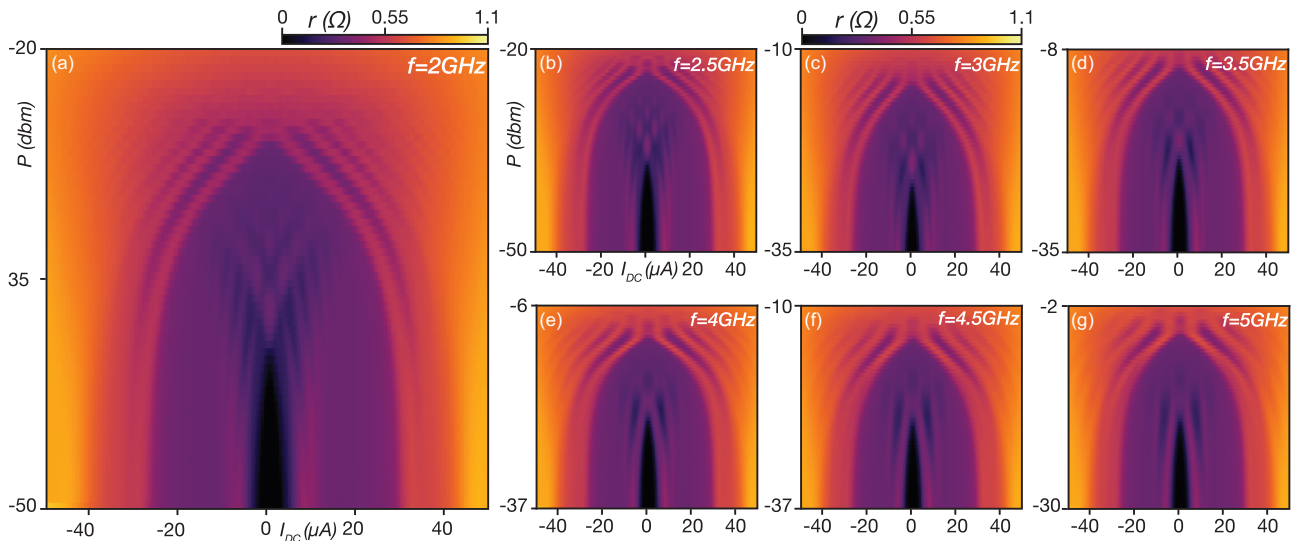 0 r (Ω) 0.55 1.1
0 r (Ω) 0.55 1.1
-20 (a) f=2GHz
P (dbm)
35
-50
-40 -20 0 I_DC (μA) 20 40
-20 (b) f=2.5GHz
P (dbm)
-50
-40 -20 I_DC (μA) 20 40
-10 (c) f=3GHz
-35
-40 -20 0 20 40
-8 (d) f=3.5GHz
-35
-40 -20 0 20 40
-6 (e) f=4GHz
-37
-40 -20 0 20 40
-10 (f) f=4.5GHz
-37
-40 -20 0 20 40
-2 (g) f=5GHz
-30
-40 -20 0 20 40